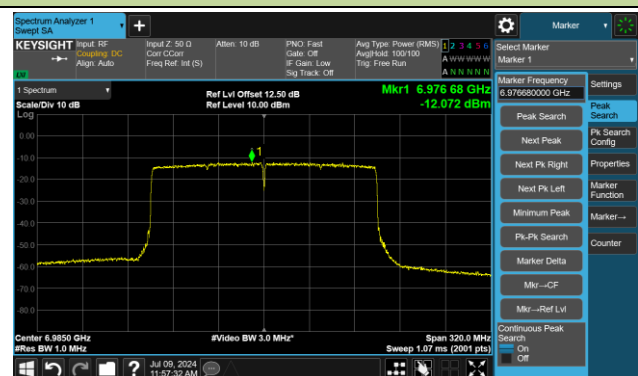 Spectrum Analyzer 1
Swept SA
Marker
KEYSIGHT
Input: RF
Coupling: DC
Align: Auto
Input Z: 50 Ω
Corr CCorr
Freq Ref: Int (S)
Atten: 10 dB
PNO: Fast
Gate: Off
IF Gain: Low
Sig Track: Off
Avg Type: Power (RMS)
Avg|Hold: 100/100
Trig: Free Run
1 2 3 4 5 6
A W W W W W
A N N N N N
LXI
Select Marker
Marker 1
1 Spectrum
Scale/Div 10 dB
Log
Ref Lvl Offset 12.50 dB
Ref Level 10.00 dBm
Mkr1 6.976 68 GHz
-12.072 dBm
0.00
-10.0
-20.0
-30.0
-40.0
-50.0
-60.0
-70.0
-80.0
1
Center 6.9850 GHz
#Res BW 1.0 MHz
#Video BW 3.0 MHz*
Span 320.0 MHz
Sweep 1.07 ms (2001 pts)
Marker Frequency
6.976680000 GHz
Peak Search
Next Peak
Next Pk Right
Next Pk Left
Minimum Peak
Pk-Pk Search
Marker Delta
Mkr→CF
Mkr→Ref Lvl
Continuous Peak
Search
On
Off
Settings
Peak
Search
Pk Search
Config
Properties
Marker
Function
Marker→
Counter
?
Jul 09, 2024
11:57:32 AM